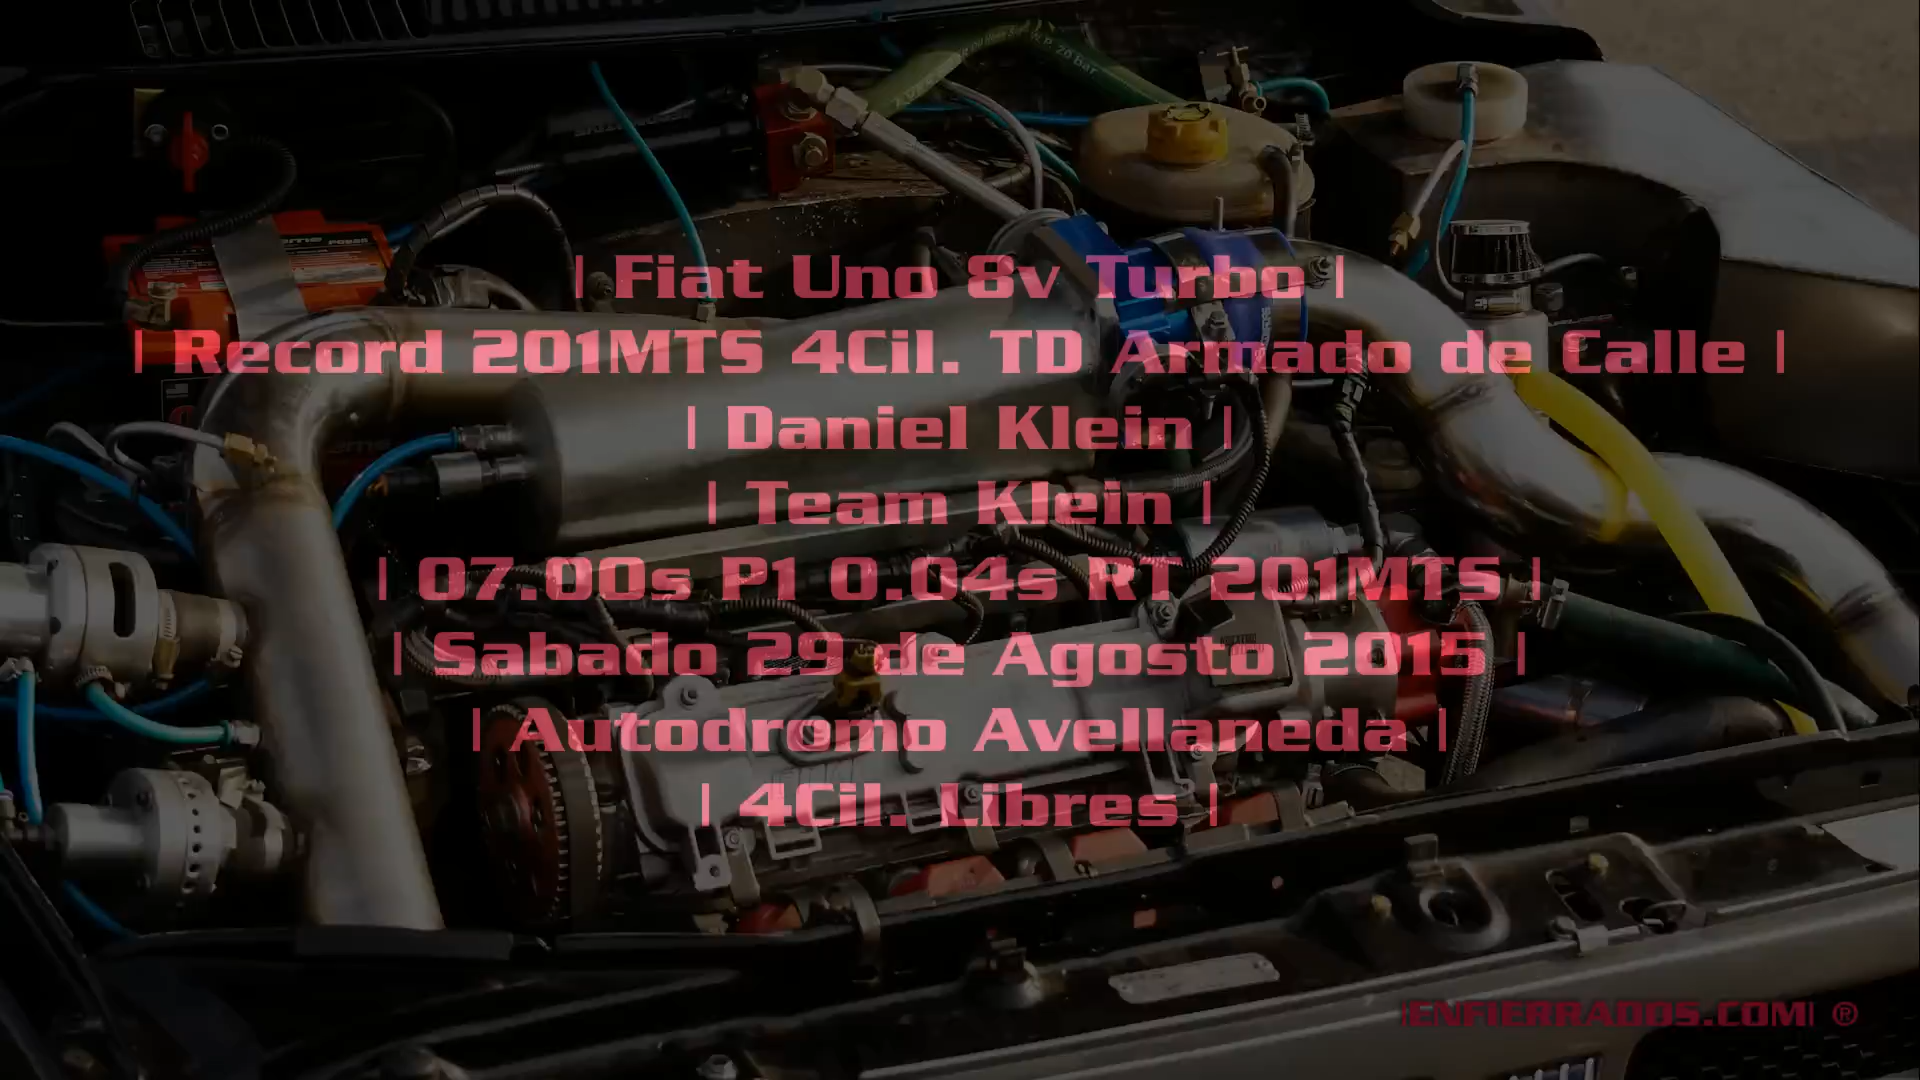 | Fiat Uno 8v Turbo |
| Record 201MTS 4Cil. TD Armado de Calle |
| Daniel Klein |
| Team Klein |
| 07.00s P1 0.04s RT 201MTS |
| Sabado 29 de Agosto 2015 |
| Autodromo Avellaneda |
| 4Cil. Libres |
|ENFIERRADOS.COM| ®